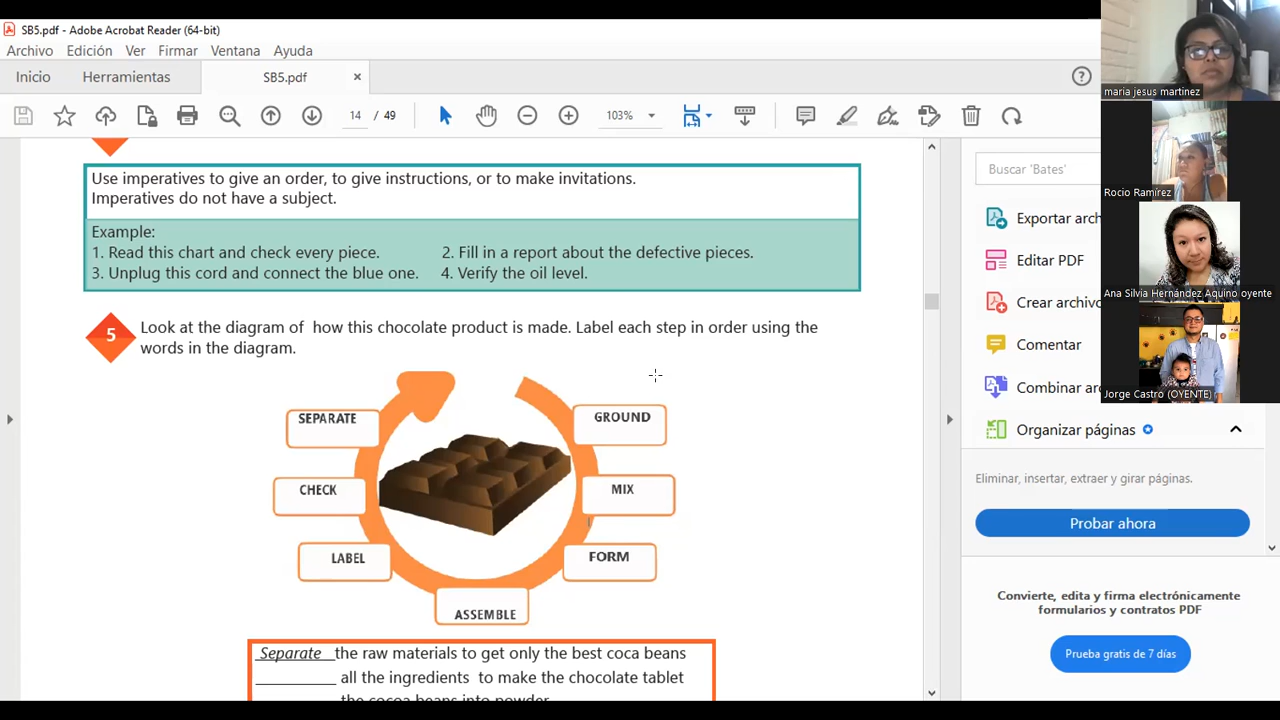 SB5.pdf - Adobe Acrobat Reader (64-bit)
Archivo Edición Ver Firmar Ventana Ayuda
Inicio Herramientas SB5.pdf
14 / 49 103%
Use imperatives to give an order, to give instructions, or to make invitations.
Imperatives do not have a subject.
Example:
1. Read this chart and check every piece. 2. Fill in a report about the defective pieces.
3. Unplug this cord and connect the blue one. 4. Verify the oil level.
5 Look at the diagram of how this chocolate product is made. Label each step in order using the
words in the diagram.
SEPARATE
GROUND
CHECK
MIX
LABEL
FORM
ASSEMBLE
Separate the raw materials to get only the best coca beans
all the ingredients to make the chocolate tablet
the cocoa beans into powder
Buscar 'Bates'
Exportar arch
Editar PDF
Crear archivo
Comentar
Combinar ar
Organizar páginas
Eliminar, insertar, extraer y girar páginas.
Probar ahora
Convierte, edita y firma electrónicamente
formularios y contratos PDF
Prueba gratis de 7 días
maria jesus martinez
Rocio Ramírez
Ana Silvia Hernández Aquino oyente
Jorge Castro (OYENTE)